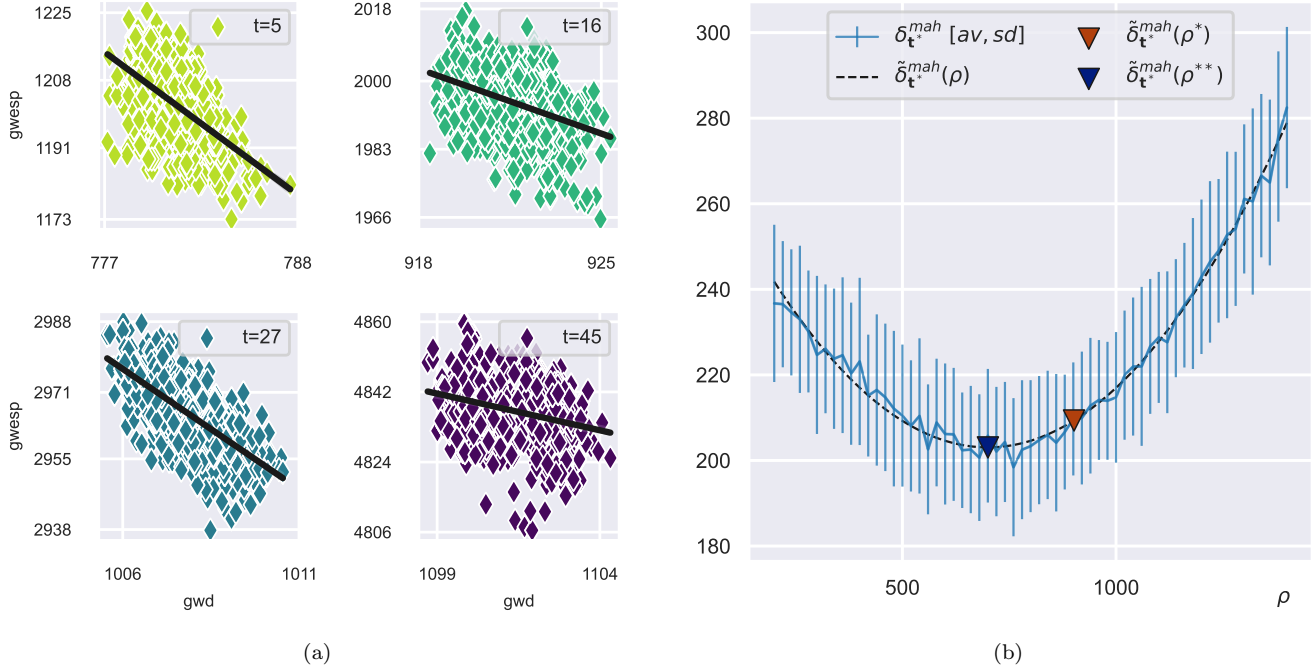 t=5
1225
1208
1191
1173
gwesp
777
788
t=16
2018
2000
1983
1966
918
925
t=27
2988
2971
2955
2938
gwesp
1006
1011
gwd
t=45
4860
4842
4824
4806
1099
1104
gwd
(a)
δ_{t*}^{mah} [av, sd]
δ̃_{t*}^{mah}(ρ)
δ̃_{t*}^{mah}(ρ*)
δ̃_{t*}^{mah}(ρ**)
300
280
260
240
220
200
180
500
1000
ρ
(b)